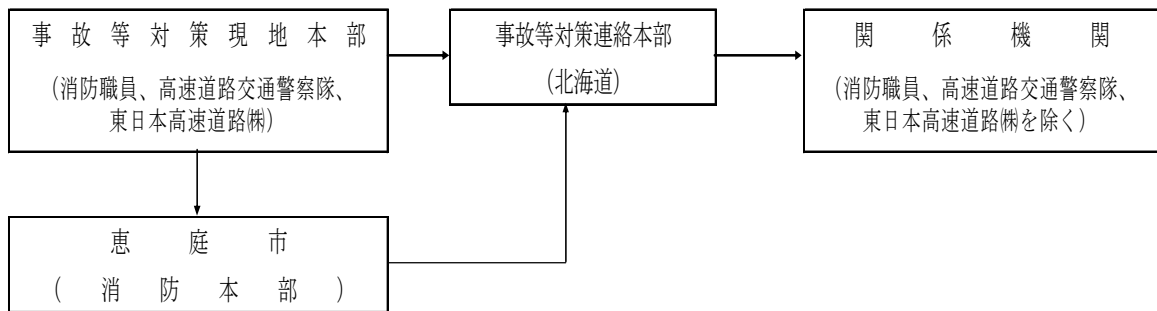 事故等対策現地本部
(消防職員、高速道路交通警察隊、
東日本高速道路㈱)
事故等対策連絡本部
(北海道)
関係機関
(消防職員、高速道路交通警察隊、
東日本高速道路㈱を除く)
恵庭市
(消防本部)